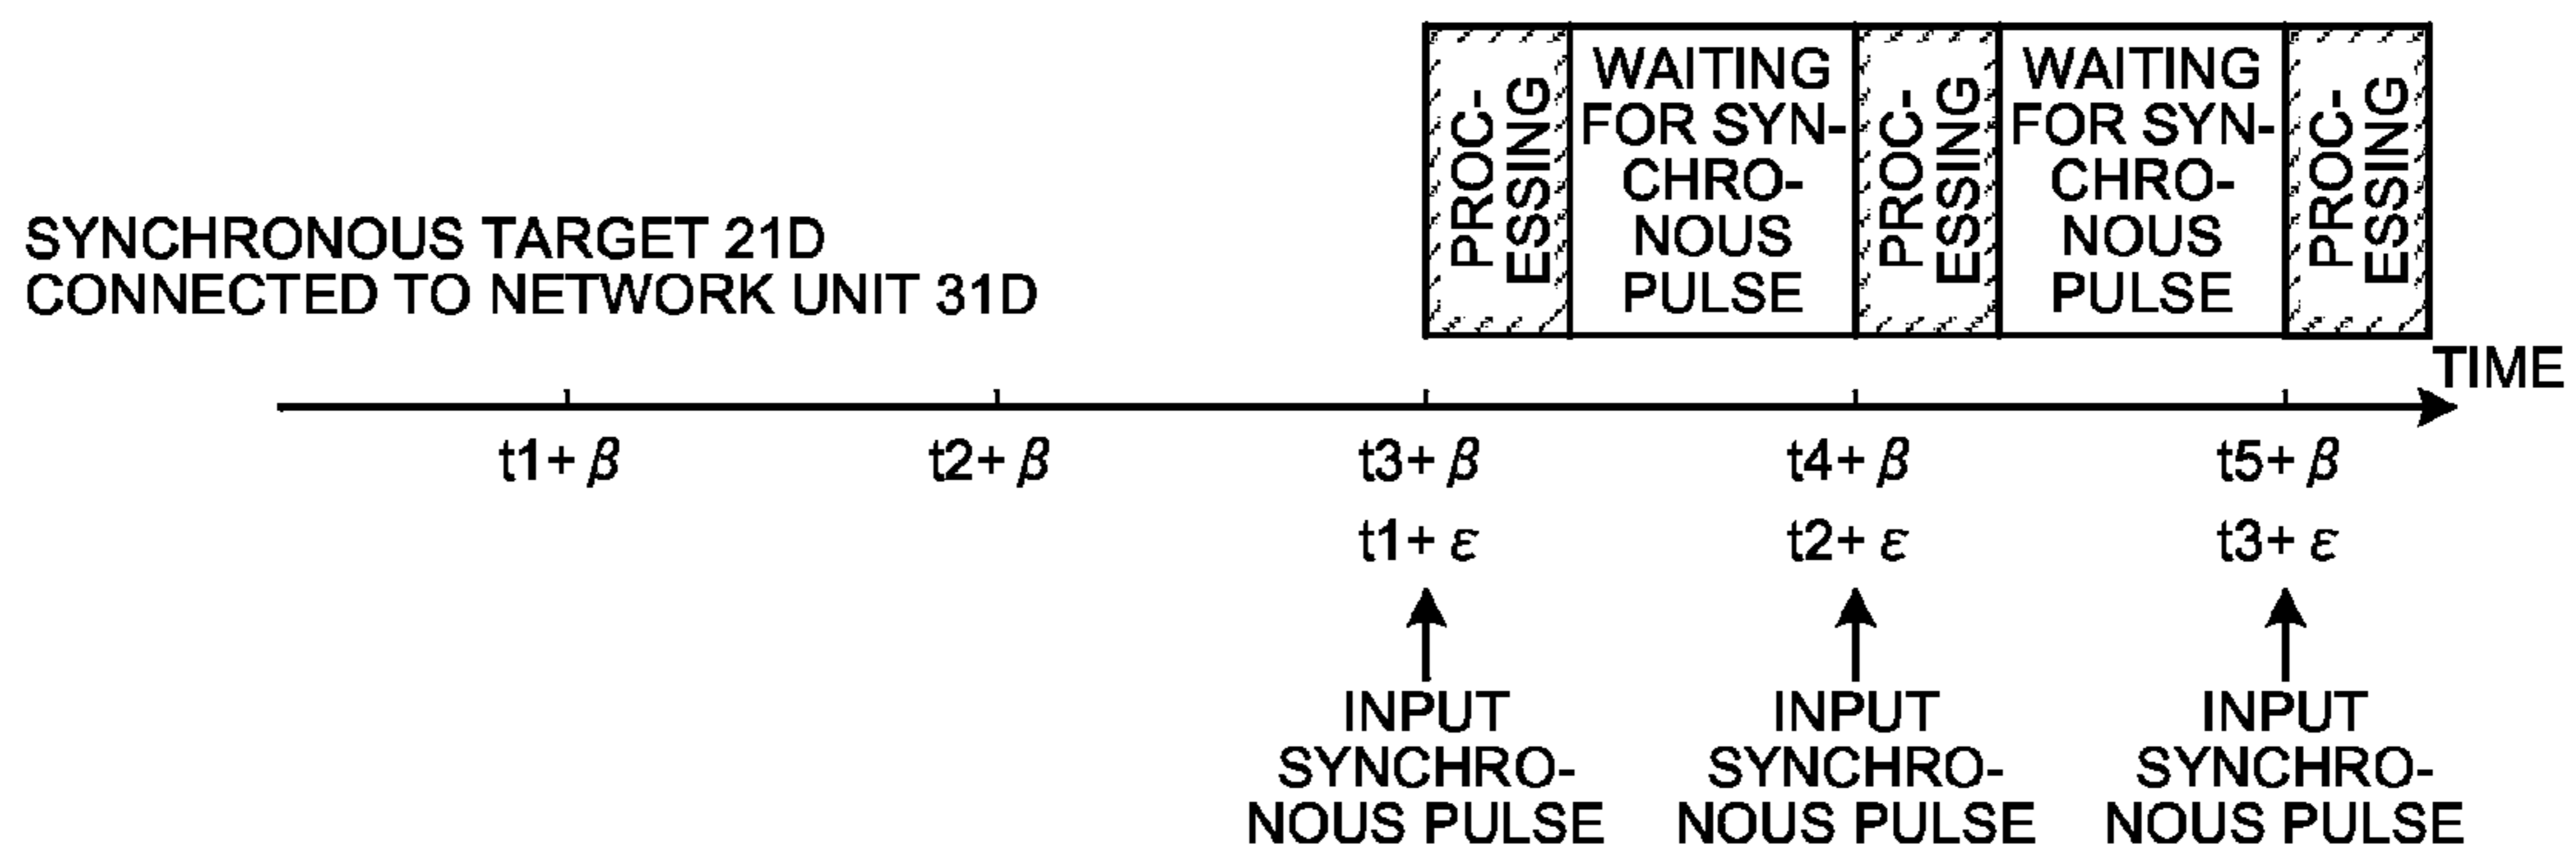 PROC-
ESSING
WAITING
FOR SYN-
CHRO-
NOUS
PULSE
PROC-
ESSING
WAITING
FOR SYN-
CHRO-
NOUS
PULSE
PROC-
ESSING
SYNCHRONOUS TARGET 21D
CONNECTED TO NETWORK UNIT 31D
TIME
t1+β
t2+β
t3+β
t4+β
t5+β
t1+ε
t2+ε
t3+ε
INPUT
SYNCHRO-
NOUS PULSE
INPUT
SYNCHRO-
NOUS PULSE
INPUT
SYNCHRO-
NOUS PULSE